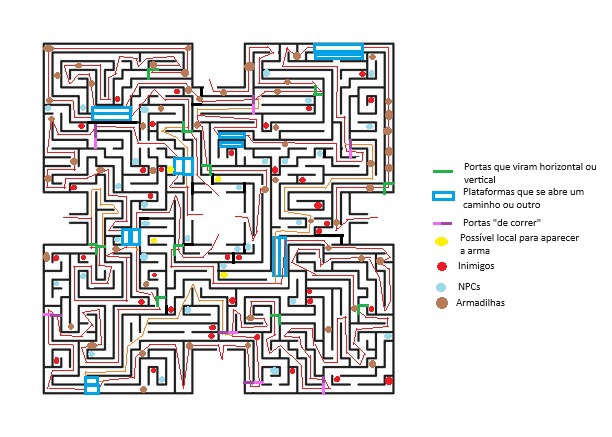 Portas que viram horizontal ou
vertical
Plataformas que se abre um
caminho ou outro
Portas "de correr"
Possível local para aparecer
a arma
Inimigos
NPCs
Armadilhas